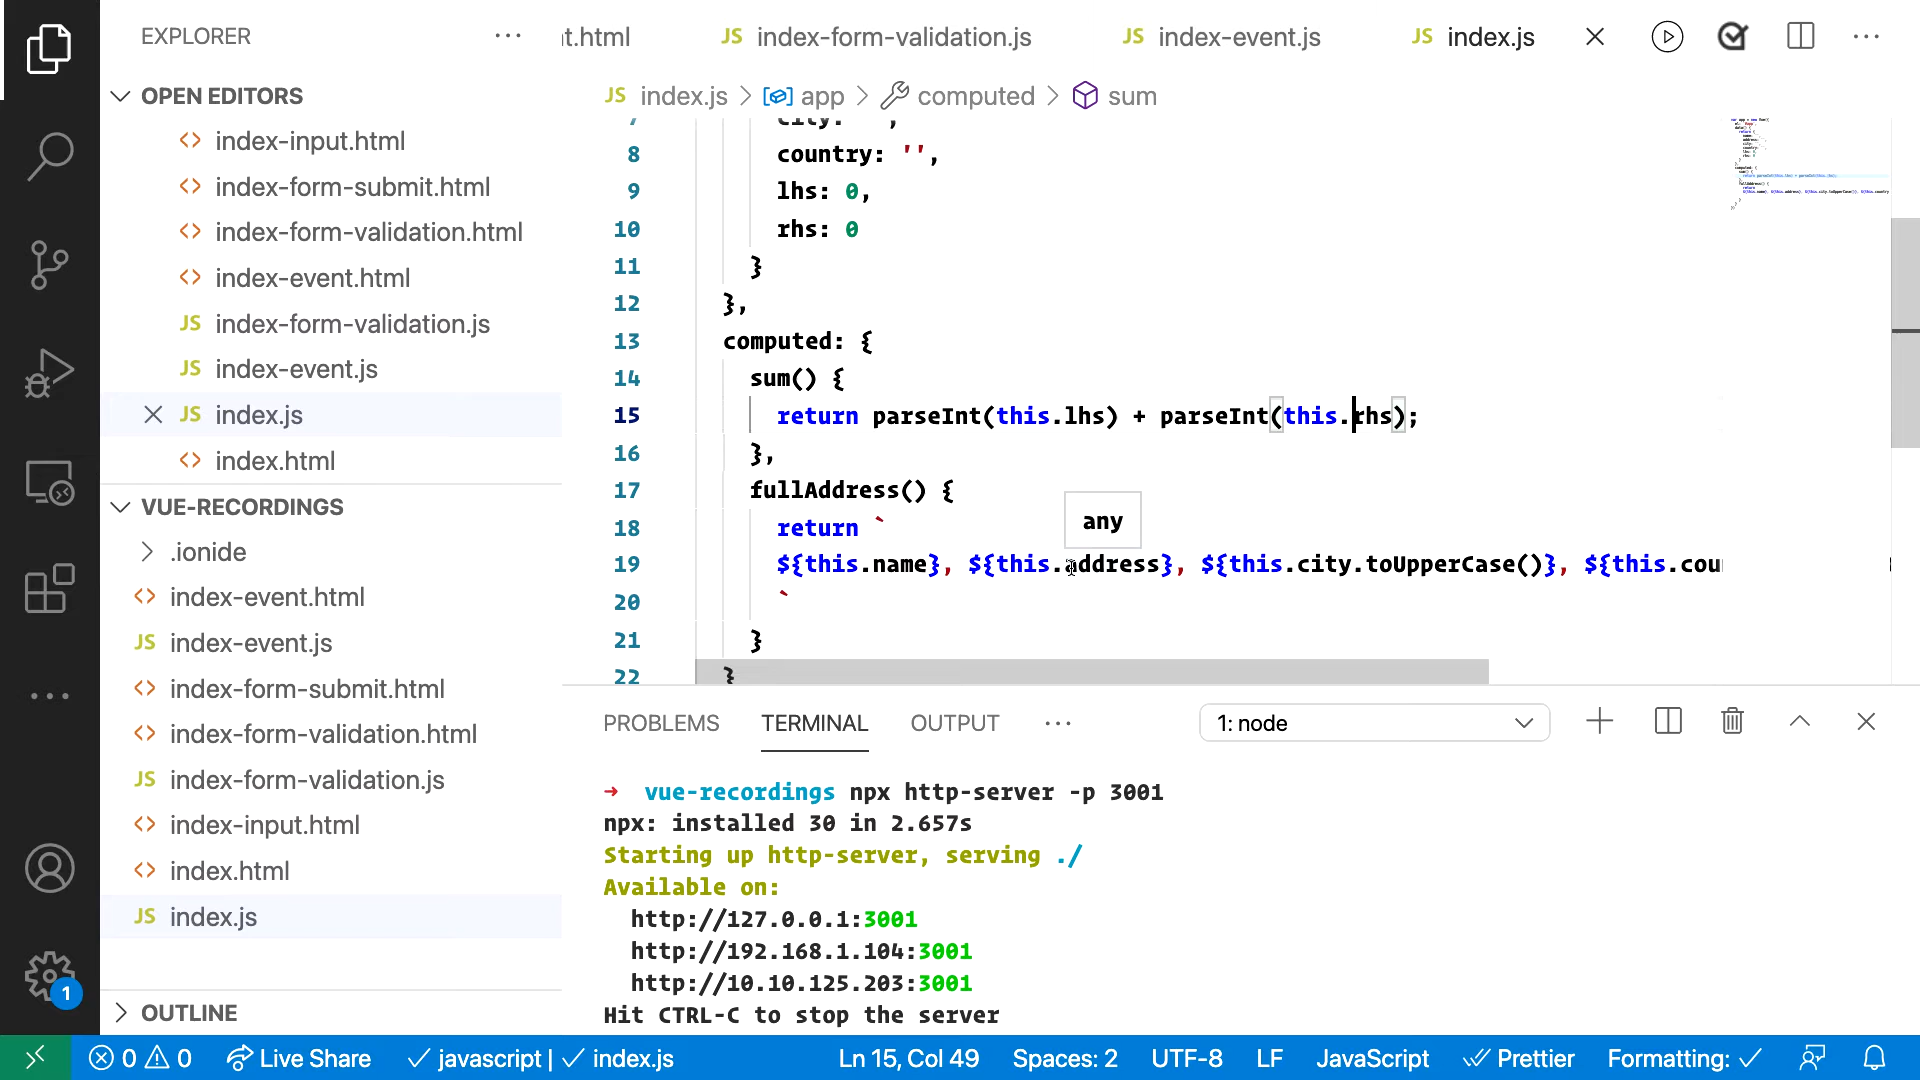 EXPLORER
t.html
JS index-form-validation.js
JS index-event.js
JS index.js
OPEN EDITORS
index-input.html
index-form-submit.html
index-form-validation.html
index-event.html
JS index-form-validation.js
JS index-event.js
JS index.js
index.html
VUE-RECORDINGS
.ionide
index-event.html
JS index-event.js
index-form-submit.html
index-form-validation.html
JS index-form-validation.js
index-input.html
index.html
JS index.js
OUTLINE
JS index.js > app > computed > sum
7 city: '',
8 country: '',
9 lhs: 0,
10 rhs: 0
11 }
12 },
13 computed: {
14 sum() {
15 return parseInt(this.lhs) + parseInt(this.rhs);
16 },
17 fullAddress() {
18 return `
any
19 ${this.name}, ${this.address}, ${this.city.toUpperCase()}, ${this.cou
20 `
21 }
22 }
PROBLEMS TERMINAL OUTPUT
1: node
➜ vue-recordings npx http-server -p 3001
npx: installed 30 in 2.657s
Starting up http-server, serving ./
Available on:
http://127.0.0.1:3001
http://192.168.1.104:3001
http://10.10.125.203:3001
Hit CTRL-C to stop the server
1
0 0 Live Share javascript | index.js Ln 15, Col 49 Spaces: 2 UTF-8 LF JavaScript Prettier Formatting: ✓